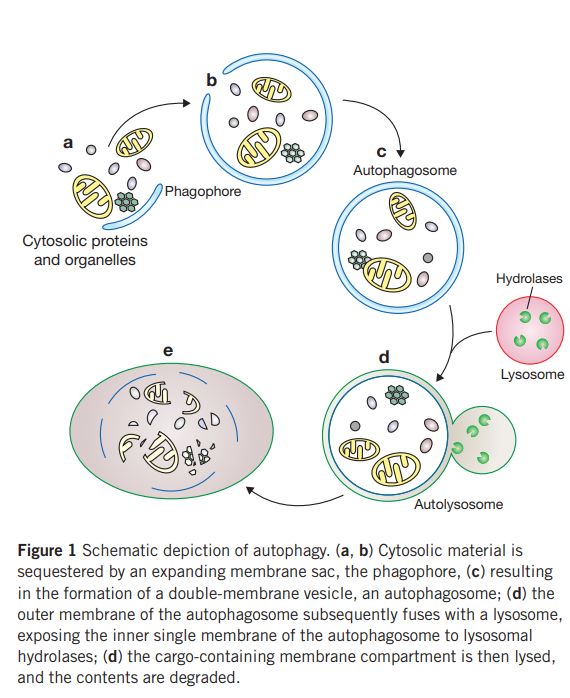 a
b
c
Autophagosome
Phagophore
Cytosolic proteins
and organelles
Hydrolases
Lysosome
d
e
Autolysosome
Figure 1 Schematic depiction of autophagy. (a, b) Cytosolic material is
sequestered by an expanding membrane sac, the phagophore, (c) resulting
in the formation of a double-membrane vesicle, an autophagosome; (d) the
outer membrane of the autophagosome subsequently fuses with a lysosome,
exposing the inner single membrane of the autophagosome to lysosomal
hydrolases; (d) the cargo-containing membrane compartment is then lysed,
and the contents are degraded.